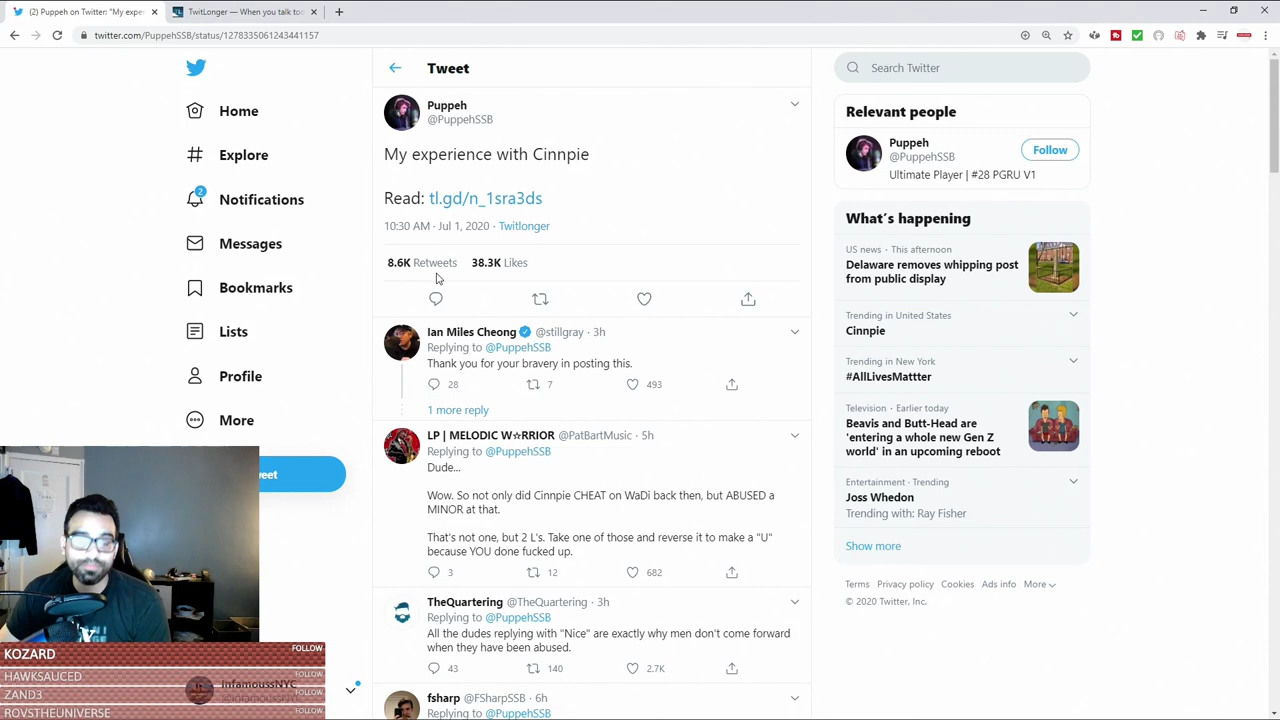 (2) Puppeh on Twitter: "My exper
TwitLonger — When you talk too
twitter.com/PuppehSSB/status/1278335061243441157
Home
Explore
2
Notifications
Messages
Bookmarks
Lists
Profile
More
eet
Tweet
Puppeh
@PuppehSSB
My experience with Cinnpie
Read: tl.gd/n_1sra3ds
10:30 AM · Jul 1, 2020 · Twitlonger
8.6K Retweets 38.3K Likes
Ian Miles Cheong @stillgray · 3h
Replying to @PuppehSSB
Thank you for your bravery in posting this.
28 7 493
1 more reply
LP | MELODIC W☆RRIOR @PatBartMusic · 5h
Replying to @PuppehSSB
Dude...
Wow. So not only did Cinnpie CHEAT on WaDi back then, but ABUSED a
MINOR at that.
That's not one, but 2 L's. Take one of those and reverse it to make a "U"
because YOU done fucked up.
3 12 682
TheQuartering @TheQuartering · 3h
Replying to @PuppehSSB
All the dudes replying with "Nice" are exactly why men don't come forward
when they have been abused.
43 140 2.7K
fsharp @FSharpSSB · 6h
Replying to @PuppehSSB
Search Twitter
Relevant people
Puppeh
@PuppehSSB
Follow
Ultimate Player | #28 PGRU V1
What's happening
US news · This afternoon
Delaware removes whipping post
from public display
Trending in United States
Cinnpie
Trending in New York
#AllLivesMattter
Television · Earlier today
Beavis and Butt-Head are
'entering a whole new Gen Z
world' in an upcoming reboot
Entertainment · Trending
Joss Whedon
Trending with: Ray Fisher
Show more
Terms Privacy policy Cookies Ads info More
© 2020 Twitter, Inc.
KOZARD FOLLOW
HAWKSAUCED FOLLOW
ZAND3 FOLLOW
ROVSTHEUNIVERSE FOLLOW
infamoussNYC